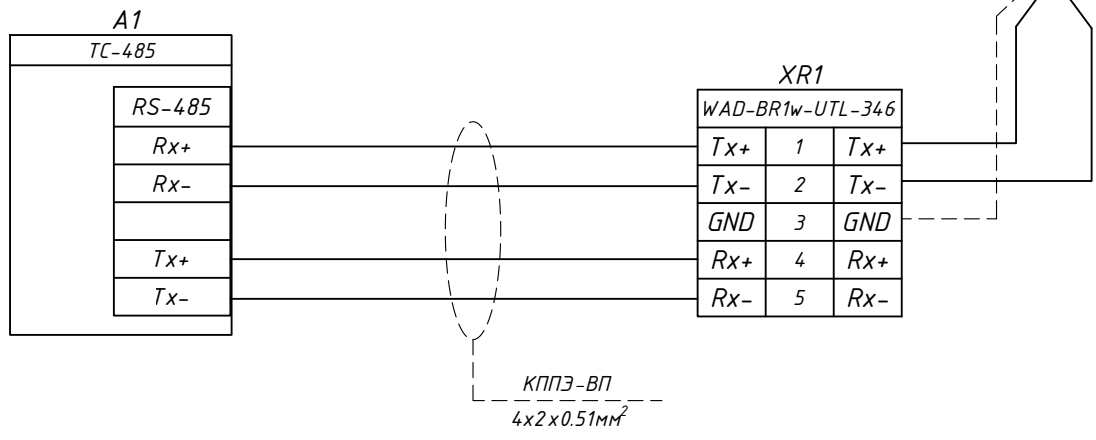 A1
TC-485
RS-485
Rx+
Rx-
Tx+
Tx-
XR1
WAD-BR1w-UTL-346
Tx+ 1 Tx+
Tx- 2 Tx-
GND 3 GND
Rx+ 4 Rx+
Rx- 5 Rx-
КППЭ-ВП
4x2x0.51мм²